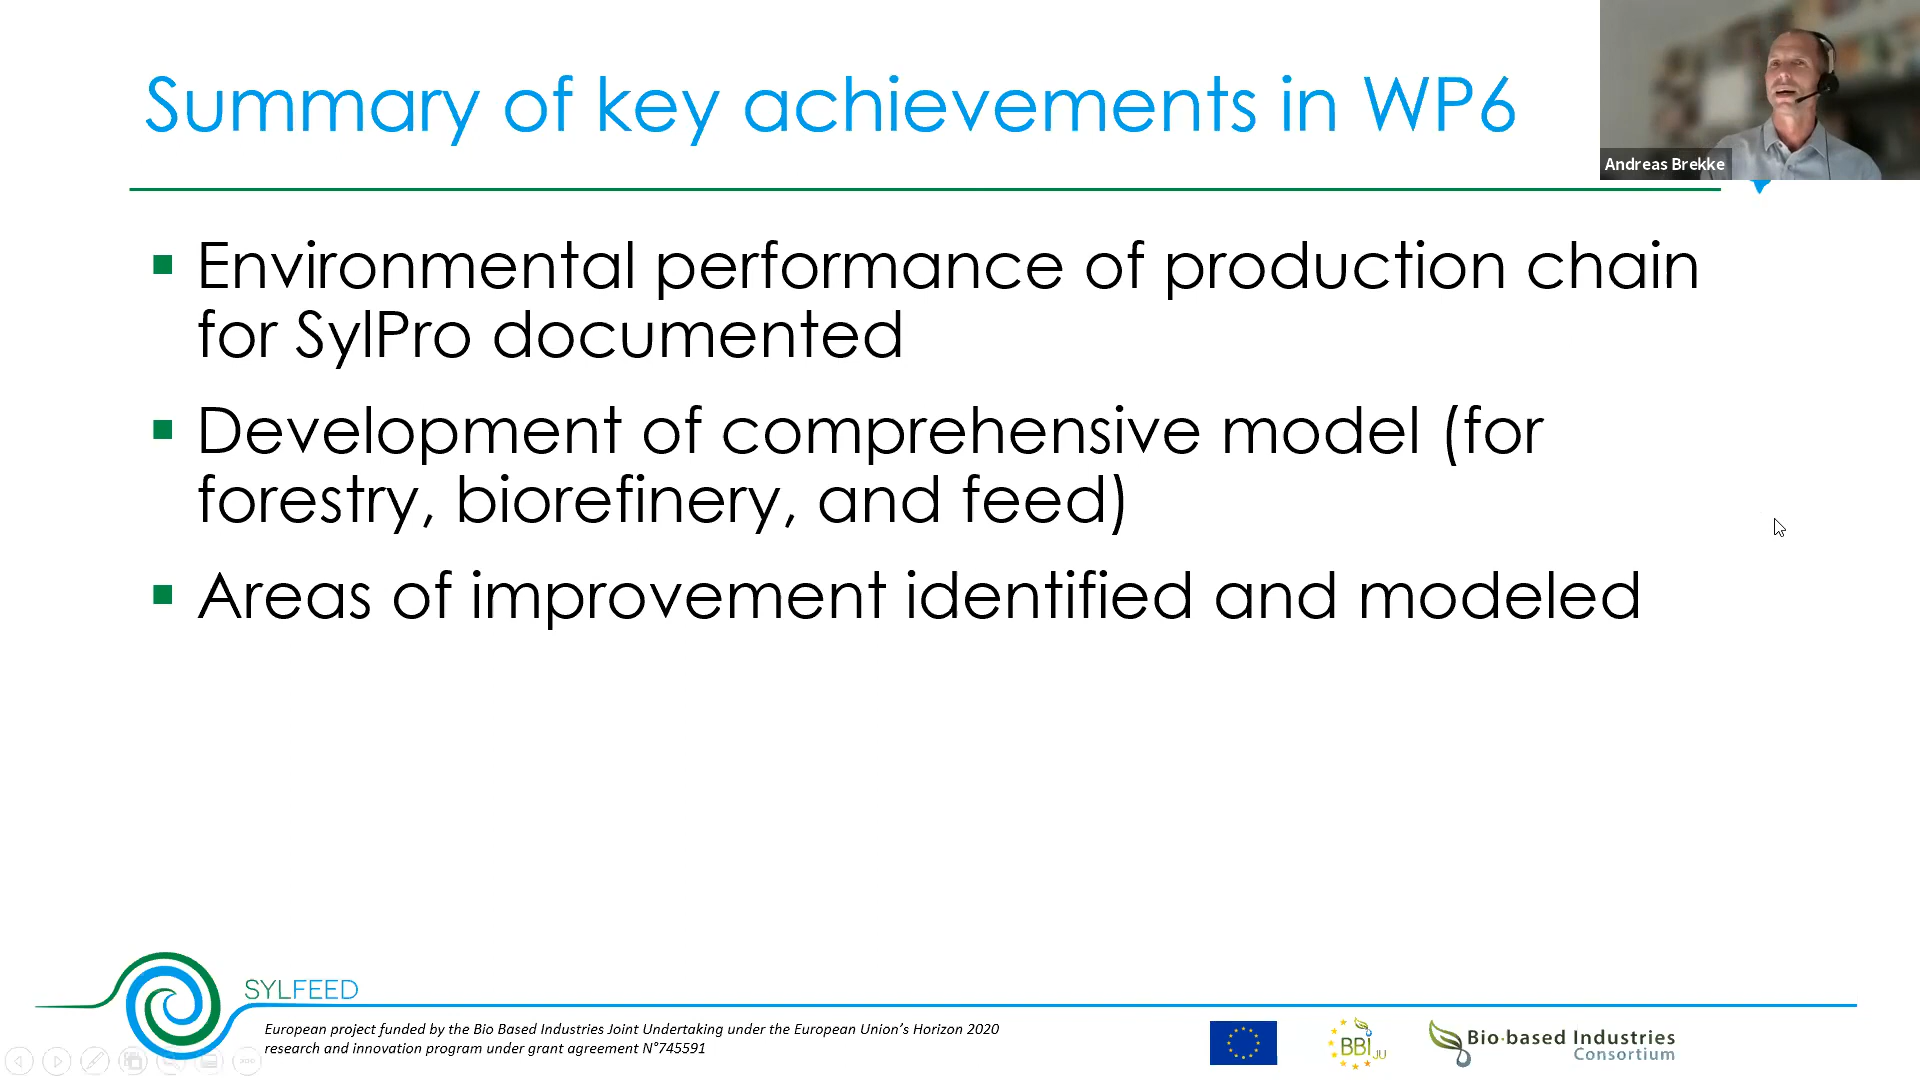 Summary of key achievements in WP6
Andreas Brekke
Environmental performance of production chain
for SylPro documented
Development of comprehensive model (for
forestry, biorefinery, and feed)
Areas of improvement identified and modeled
SYLFEED
European project funded by the Bio Based Industries Joint Undertaking under the European Union's Horizon 2020
research and innovation program under grant agreement N°745591
BBI JU
Bio-based Industries
Consortium